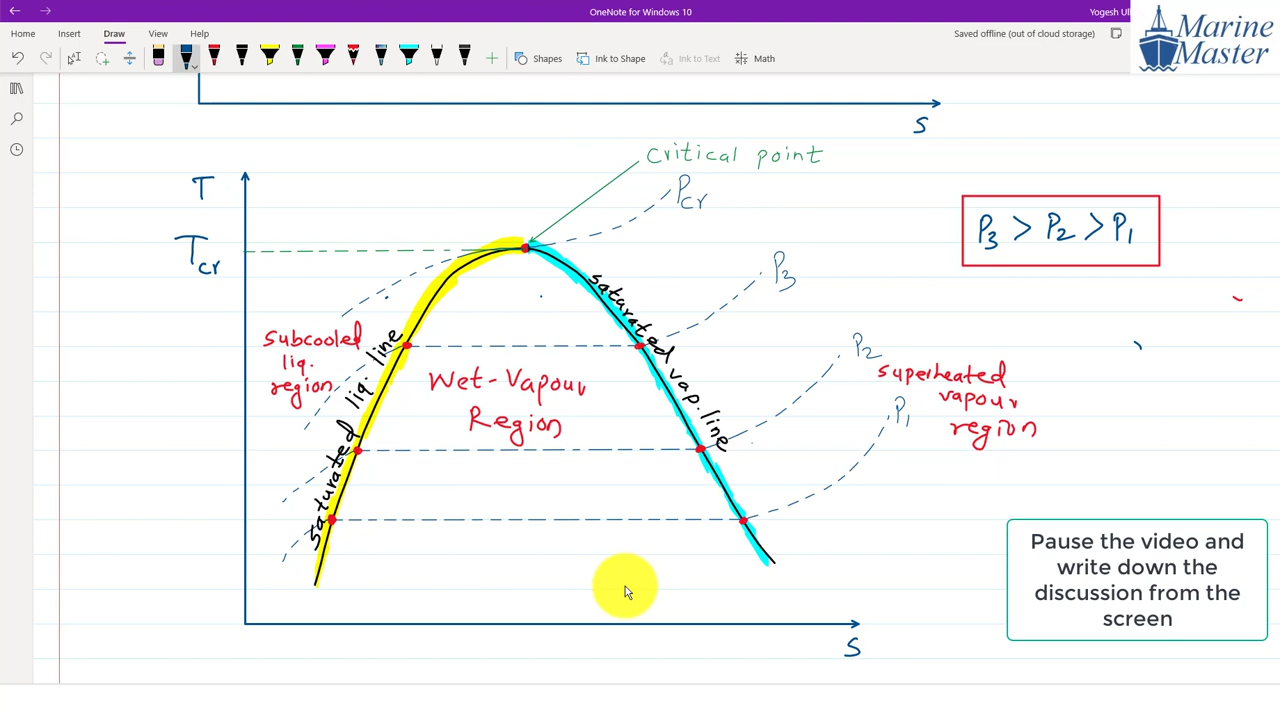 OneNote for Windows 10
Yogesh Ull
Home
Insert
Draw
View
Help
Saved offline (out of cloud storage)
Marine
Master
Shapes
Ink to Shape
Ink to Text
Math
S
Critical point
T
Pcr
Tcr
P3 > P2 > P1
P3
saturated vap. line
subcooled
liq.
region
saturated liq. line
P2
Wet-Vapour
Region
superheated
vapour
region
P1
Pause the video and
write down the
discussion from the
screen
S